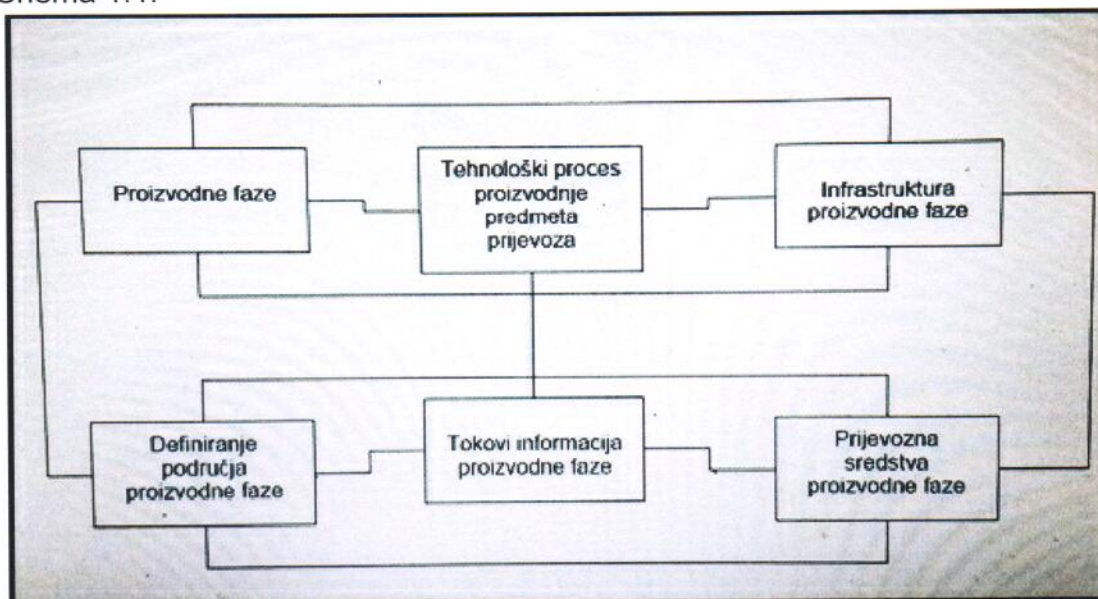 Proizvodne faze
Tehnološki proces
proizvodnje
predmeta
prijevoza
Infrastruktura
proizvodne faze
Definiranje
područja
proizvodne faze
Tokovi informacija
proizvodne faze
Prijevozna
sredstva
proizvodne faze